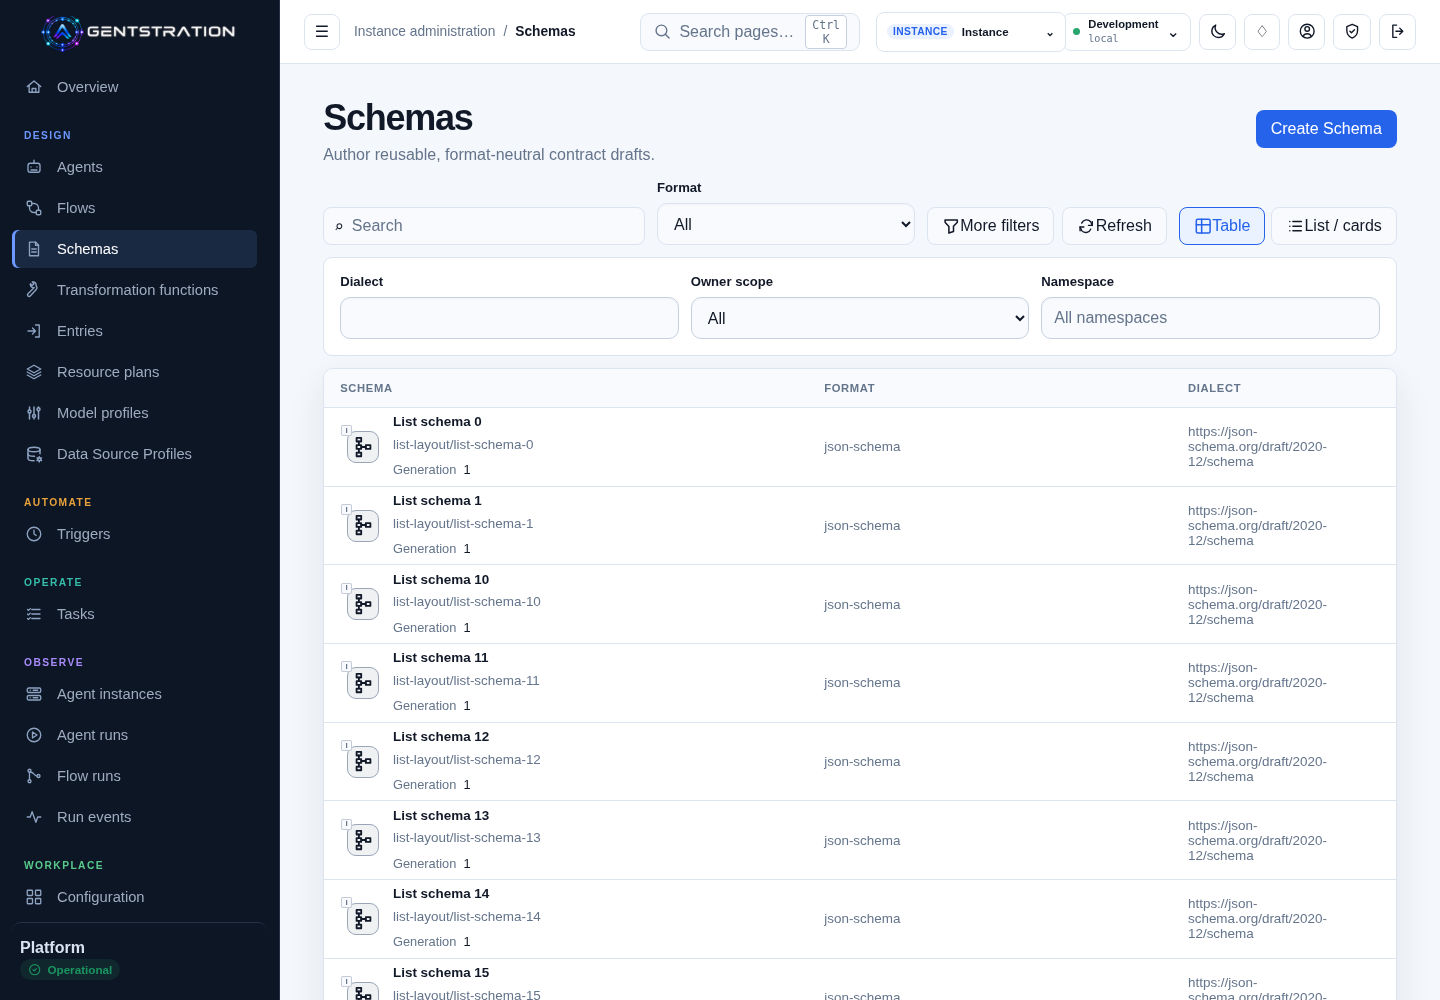 GENTSTRATION
Overview
DESIGN
Agents
Flows
Schemas
Transformation functions
Entries
Resource plans
Model profiles
Data Source Profiles
AUTOMATE
Triggers
OPERATE
Tasks
OBSERVE
Agent instances
Agent runs
Flow runs
Run events
WORKPLACE
Configuration
Platform
Operational
Instance administration / Schemas
Search pages… Ctrl K
INSTANCE Instance
Development
local
Schemas
Author reusable, format-neutral contract drafts.
Create Schema
Search
Format
All
More filters
Refresh
Table
List / cards
Dialect
Owner scope
All
Namespace
All namespaces
SCHEMA FORMAT DIALECT
I
List schema 0
list-layout/list-schema-0
Generation 1
json-schema
https://json-
schema.org/draft/2020-
12/schema
I
List schema 1
list-layout/list-schema-1
Generation 1
json-schema
https://json-
schema.org/draft/2020-
12/schema
I
List schema 10
list-layout/list-schema-10
Generation 1
json-schema
https://json-
schema.org/draft/2020-
12/schema
I
List schema 11
list-layout/list-schema-11
Generation 1
json-schema
https://json-
schema.org/draft/2020-
12/schema
I
List schema 12
list-layout/list-schema-12
Generation 1
json-schema
https://json-
schema.org/draft/2020-
12/schema
I
List schema 13
list-layout/list-schema-13
Generation 1
json-schema
https://json-
schema.org/draft/2020-
12/schema
I
List schema 14
list-layout/list-schema-14
Generation 1
json-schema
https://json-
schema.org/draft/2020-
12/schema
I
List schema 15
list-layout/list-schema-15
json-schema
https://json-
schema.org/draft/2020-